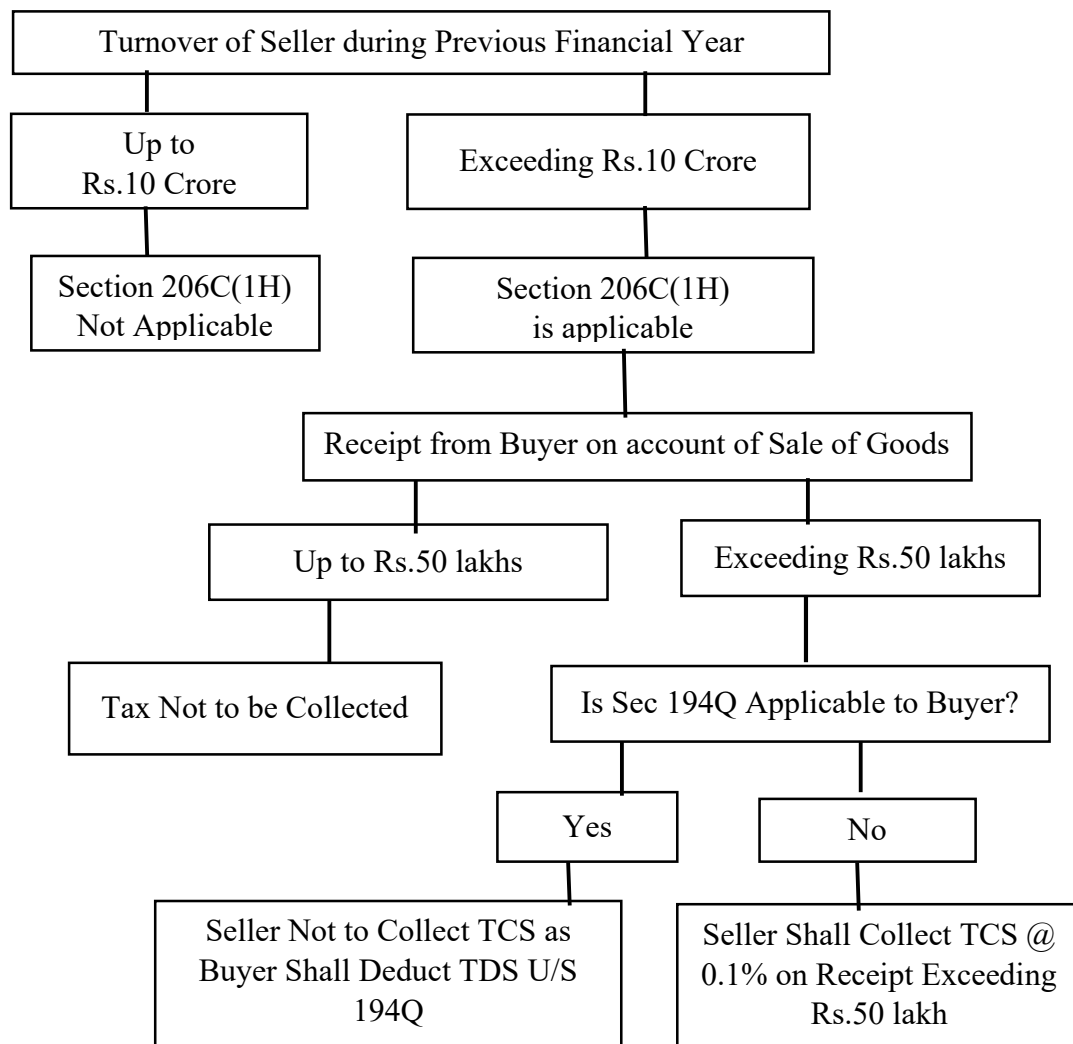 Turnover of Seller during Previous Financial Year
Up to
Rs.10 Crore
Exceeding Rs.10 Crore
Section 206C(1H)
Not Applicable
Section 206C(1H)
is applicable
Receipt from Buyer on account of Sale of Goods
Up to Rs.50 lakhs
Exceeding Rs.50 lakhs
Tax Not to be Collected
Is Sec 194Q Applicable to Buyer?
Yes
No
Seller Not to Collect TCS as
Buyer Shall Deduct TDS U/S
194Q
Seller Shall Collect TCS @
0.1% on Receipt Exceeding
Rs.50 lakh